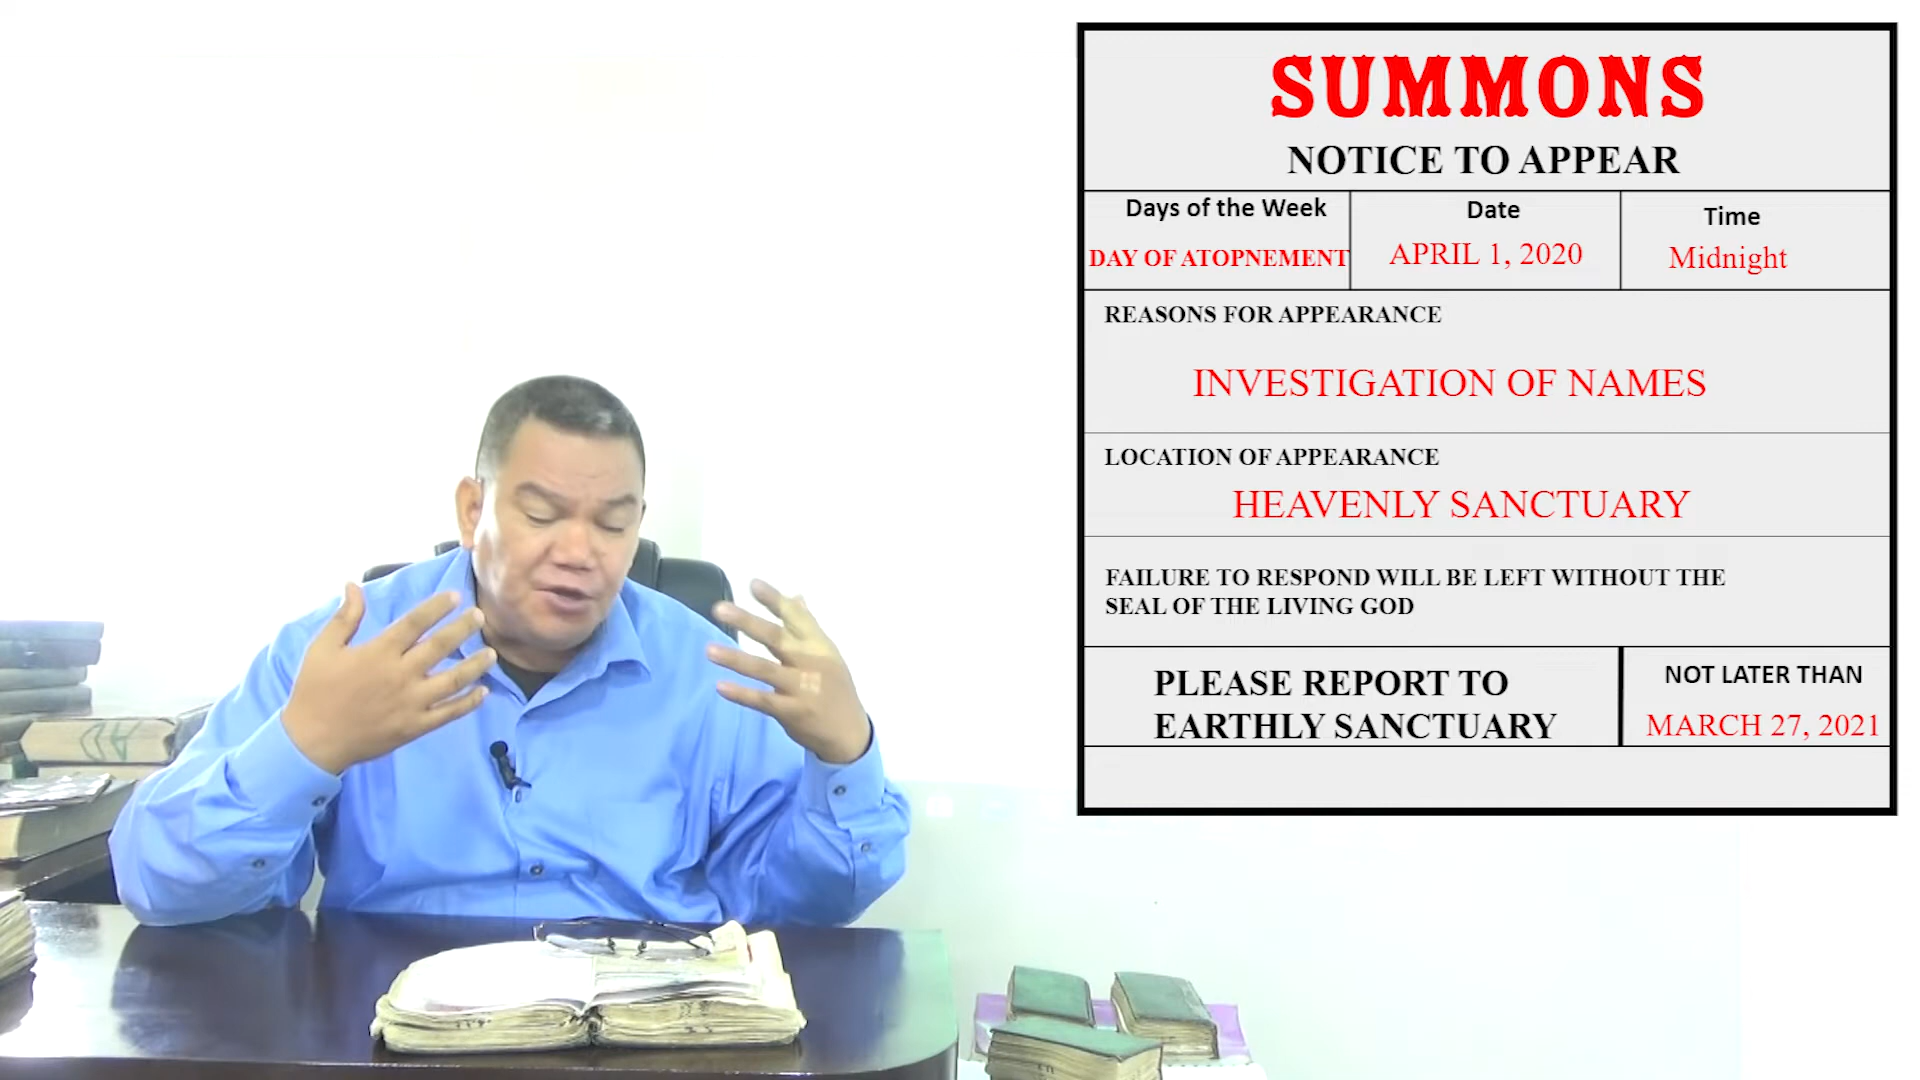 SUMMONS
NOTICE TO APPEAR
Days of the Week
Date
Time
DAY OF ATOPNEMENT
APRIL 1, 2020
Midnight
REASONS FOR APPEARANCE
INVESTIGATION OF NAMES
LOCATION OF APPEARANCE
HEAVENLY SANCTUARY
FAILURE TO RESPOND WILL BE LEFT WITHOUT THE
SEAL OF THE LIVING GOD
PLEASE REPORT TO
EARTHLY SANCTUARY
NOT LATER THAN
MARCH 27, 2021